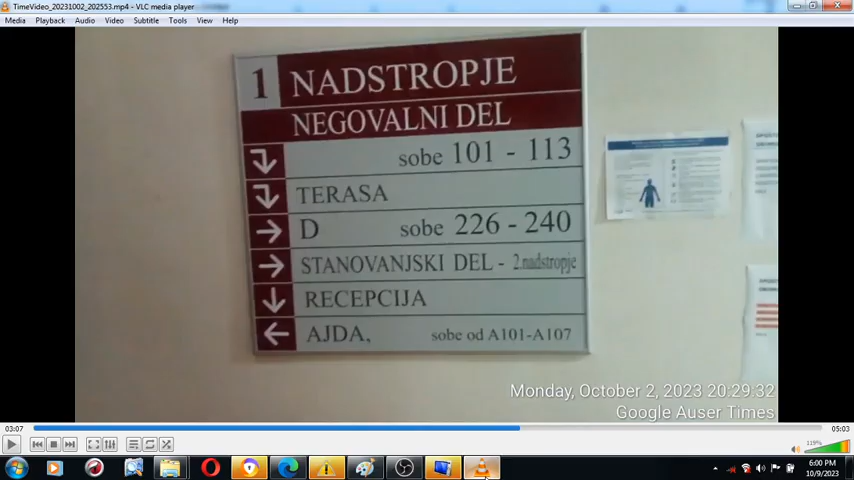 TimeVideo_20231002_202553.mp4 - VLC media player
Media Playback Audio Video Subtitle Tools View Help
1 NADSTROPJE
NEGOVALNI DEL
sobe 101 - 113
TERASA
D sobe 226 - 240
STANOVANJSKI DEL - 2.nadstropje
RECEPCIJA
AJDA, sobe od A101-A107
Monday, October 2, 2023 20:29:32
Google Auser Times
03:07 05:03
119%
6:00 PM
10/9/2023